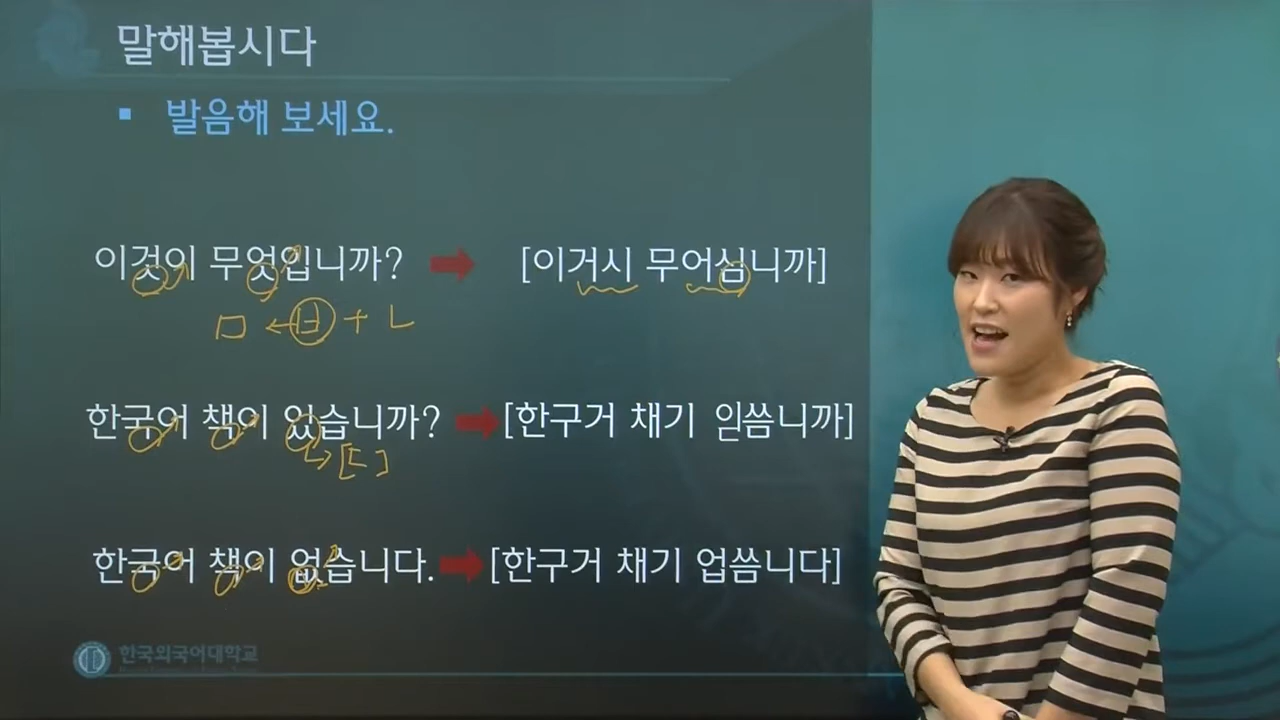 말해봅시다
▪ 발음해 보세요.
이것이 무엇입니까? [이거시 무어심니까]
ㅁ ← ㅂ + ㄴ
한국어 책이 있습니까? [한구거 채기 읻씀니까]
[ㄷ]
한국어 책이 없습니다. [한구거 채기 업씀니다]
한국외국어대학교